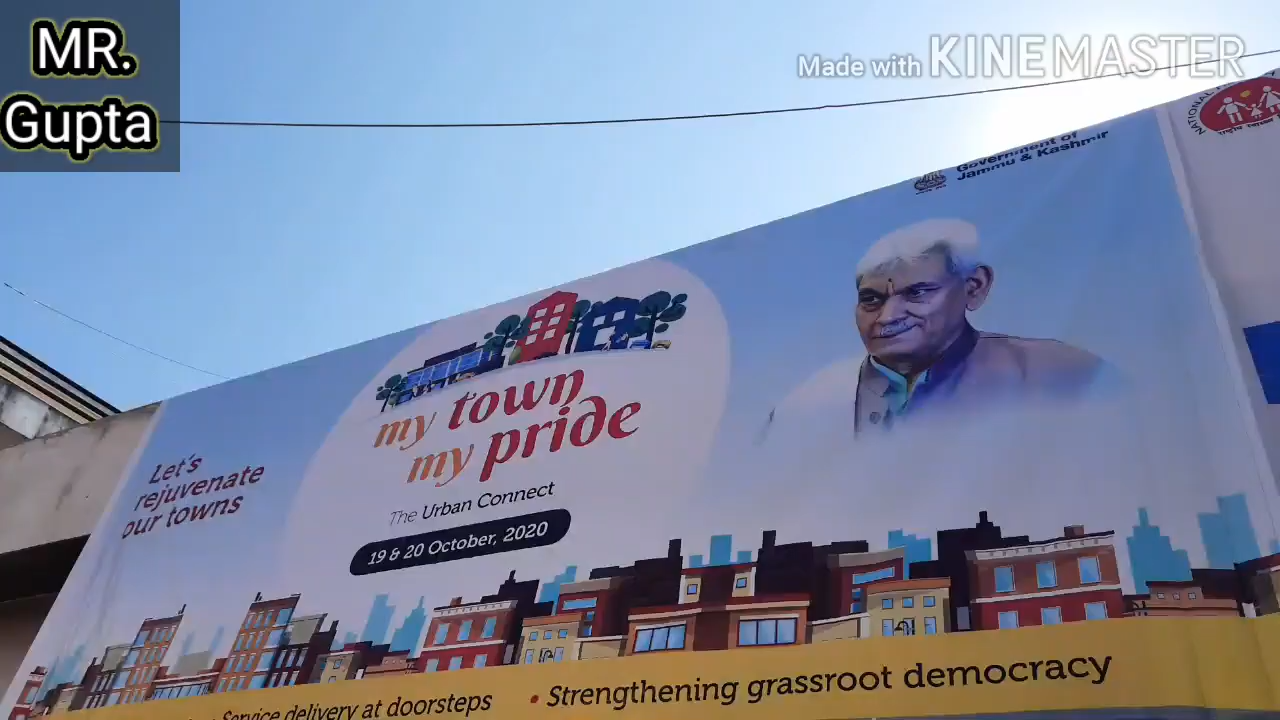 MR.
Gupta
Made with KINEMASTER
NATIONAL
Government of
Jammu & Kashmir
my town
my pride
The Urban Connect
19 & 20 October, 2020
Let's
rejuvenate
our towns
Service delivery at doorsteps • Strengthening grassroot democracy